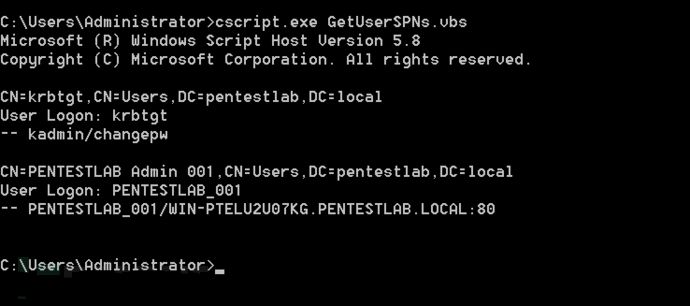 C:\Users\Administrator>cscript.exe GetUserSPNs.vbs
Microsoft (R) Windows Script Host Version 5.8
Copyright (C) Microsoft Corporation. All rights reserved.
CN=krbtgt,CN=Users,DC=pentestlab,DC=local
User Logon: krbtgt
-- kadmin/changepw
CN=PENTESTLAB Admin 001,CN=Users,DC=pentestlab,DC=local
User Logon: PENTESTLAB_001
-- PENTESTLAB_001/WIN-PTELU2U07KG.PENTESTLAB.LOCAL:80
C:\Users\Administrator>_